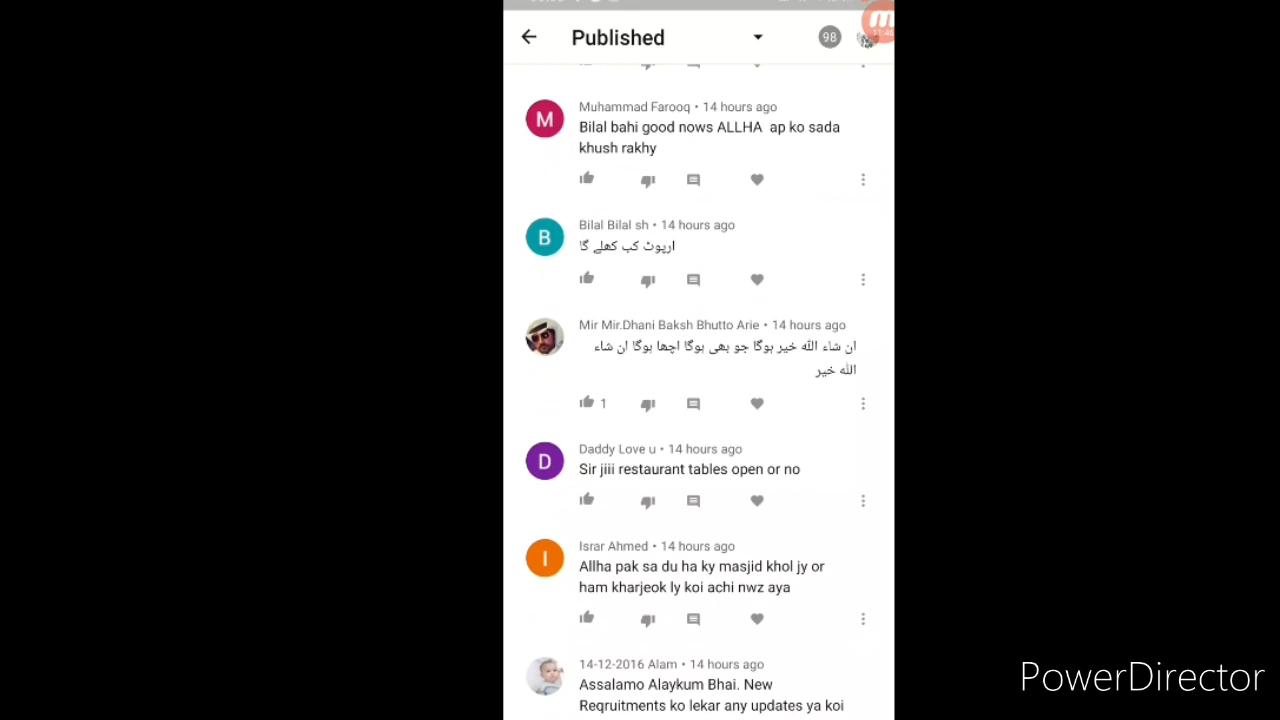 Published
98
11:46
Muhammad Farooq • 14 hours ago
Bilal bahi good nows ALLHA ap ko sada
khush rakhy
Bilal Bilal sh • 14 hours ago
ارپوٹ کب کھلے گا
Mir Mir.Dhani Baksh Bhutto Arie • 14 hours ago
ان شاء اللہ خیر ہوگا جو بھی ہوگا اچھا ہوگا ان شاء
اللہ خیر
1
Daddy Love u • 14 hours ago
Sir jiii restaurant tables open or no
Israr Ahmed • 14 hours ago
Allha pak sa du ha ky masjid khol jy or
ham kharjeok ly koi achi nwz aya
14-12-2016 Alam • 14 hours ago
Assalamo Alaykum Bhai. New
Reqruitments ko lekar any updates ya koi
PowerDirector